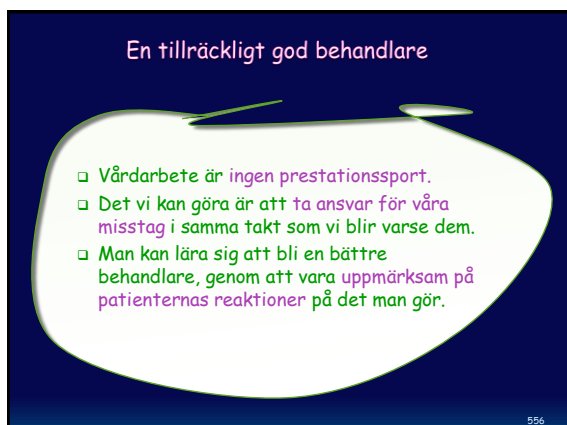 En tillräckligt god behandlare
❑ Vårdarbete är ingen prestationssport.
❑ Det vi kan göra är att ta ansvar för våra
misstag i samma takt som vi blir varse dem.
❑ Man kan lära sig att bli en bättre
behandlare, genom att vara uppmärksam på
patienternas reaktioner på det man gör.
556